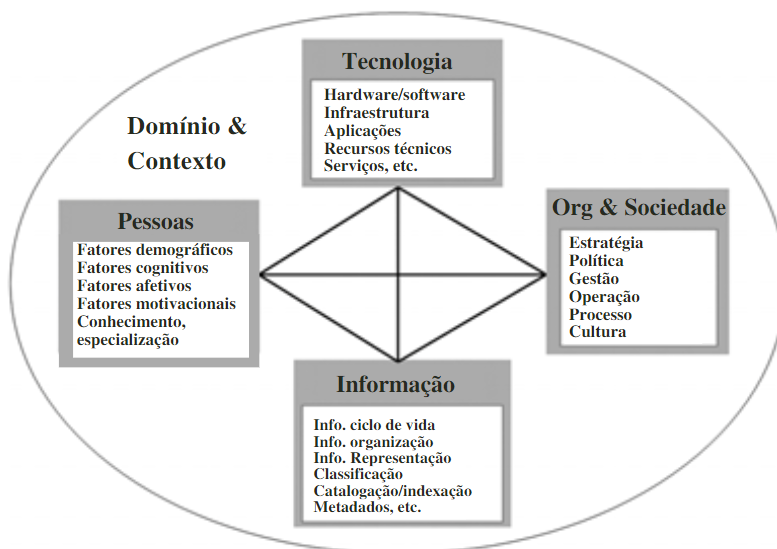 Tecnologia
Hardware/software
Infraestrutura
Aplicações
Recursos técnicos
Serviços, etc.
Domínio &
Contexto
Pessoas
Fatores demográficos
Fatores cognitivos
Fatores afetivos
Fatores motivacionais
Conhecimento,
especialização
Org & Sociedade
Estratégia
Política
Gestão
Operação
Processo
Cultura
Informação
Info. ciclo de vida
Info. organização
Info. Representação
Classificação
Catalogação/indexação
Metadados, etc.